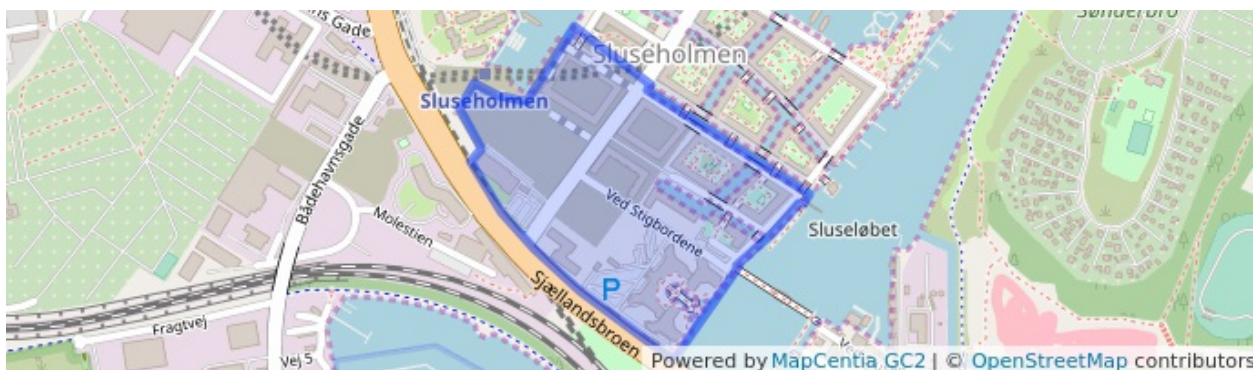 ns Gade
Sluseholmen
Sønderbro
Sluseholmen
Bådehavnsgade
Molestien
Ved Stigbordene
Sluseløbet
P
Sjællandsbroen
Fragtvej
Vej 5
Powered by MapCentia GC2 | © OpenStreetMap contributors